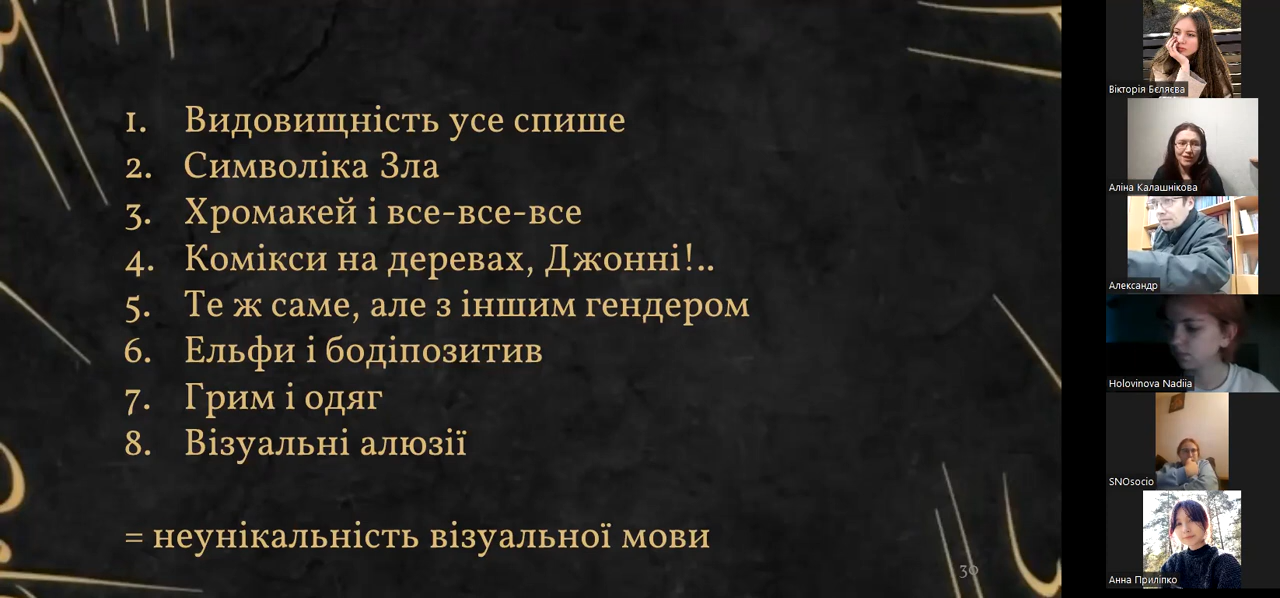 1. Видовищність усе спише
2. Символіка Зла
3. Хромакей і все-все-все
4. Комікси на деревах, Джонні!..
5. Те ж саме, але з іншим гендером
6. Ельфи і бодіпозитив
7. Грим і одяг
8. Візуальні алюзії
= неунікальність візуальної мови
30
Вікторія Бєляєва
Аліна Калашнікова
Александр
Holovinova Nadiia
SNOsocio
Анна Приліпко